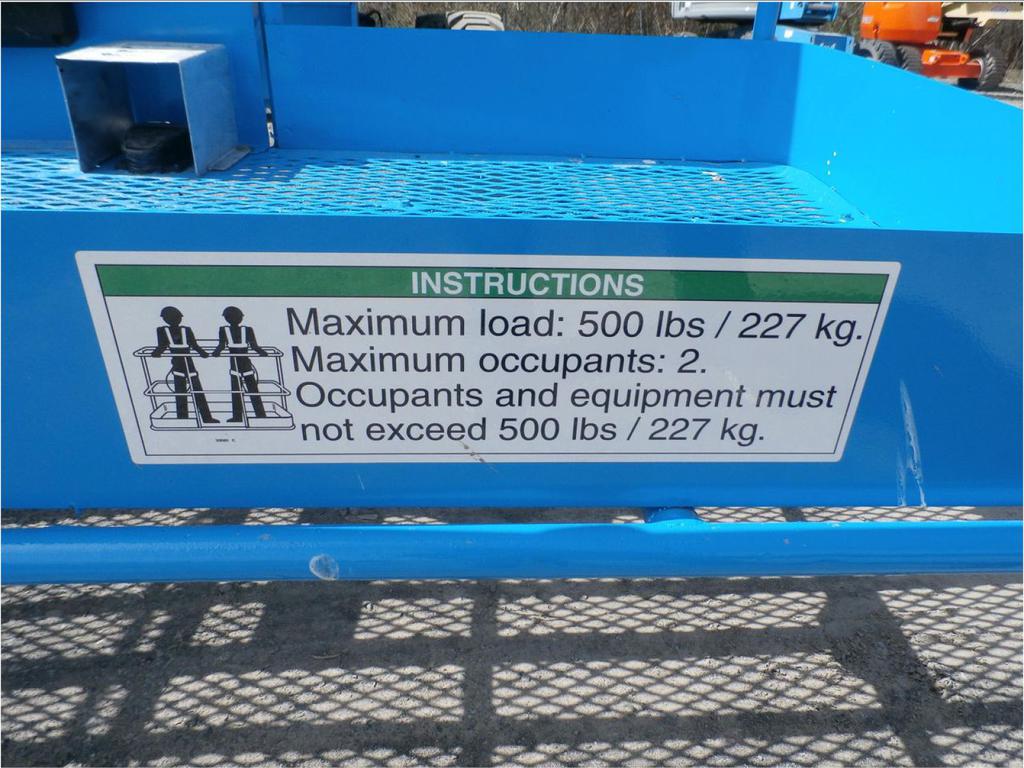 INSTRUCTIONS
Maximum load: 500 lbs / 227 kg.
Maximum occupants: 2.
Occupants and equipment must
not exceed 500 lbs / 227 kg.